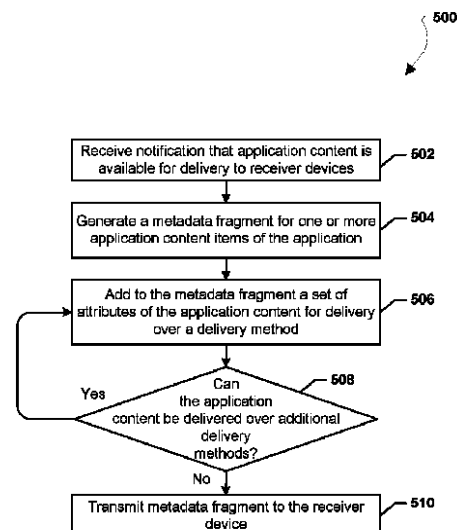 500
Receive notification that application content is
available for delivery to receiver devices
502
Generate a metadata fragment for one or more
application content items of the application
504
Add to the metadata fragment a set of
attributes of the application content for delivery
over a delivery method
506
Yes
Can
the application
content be delivered over additional
delivery
methods?
508
No
Transmit metadata fragment to the receiver
device
510